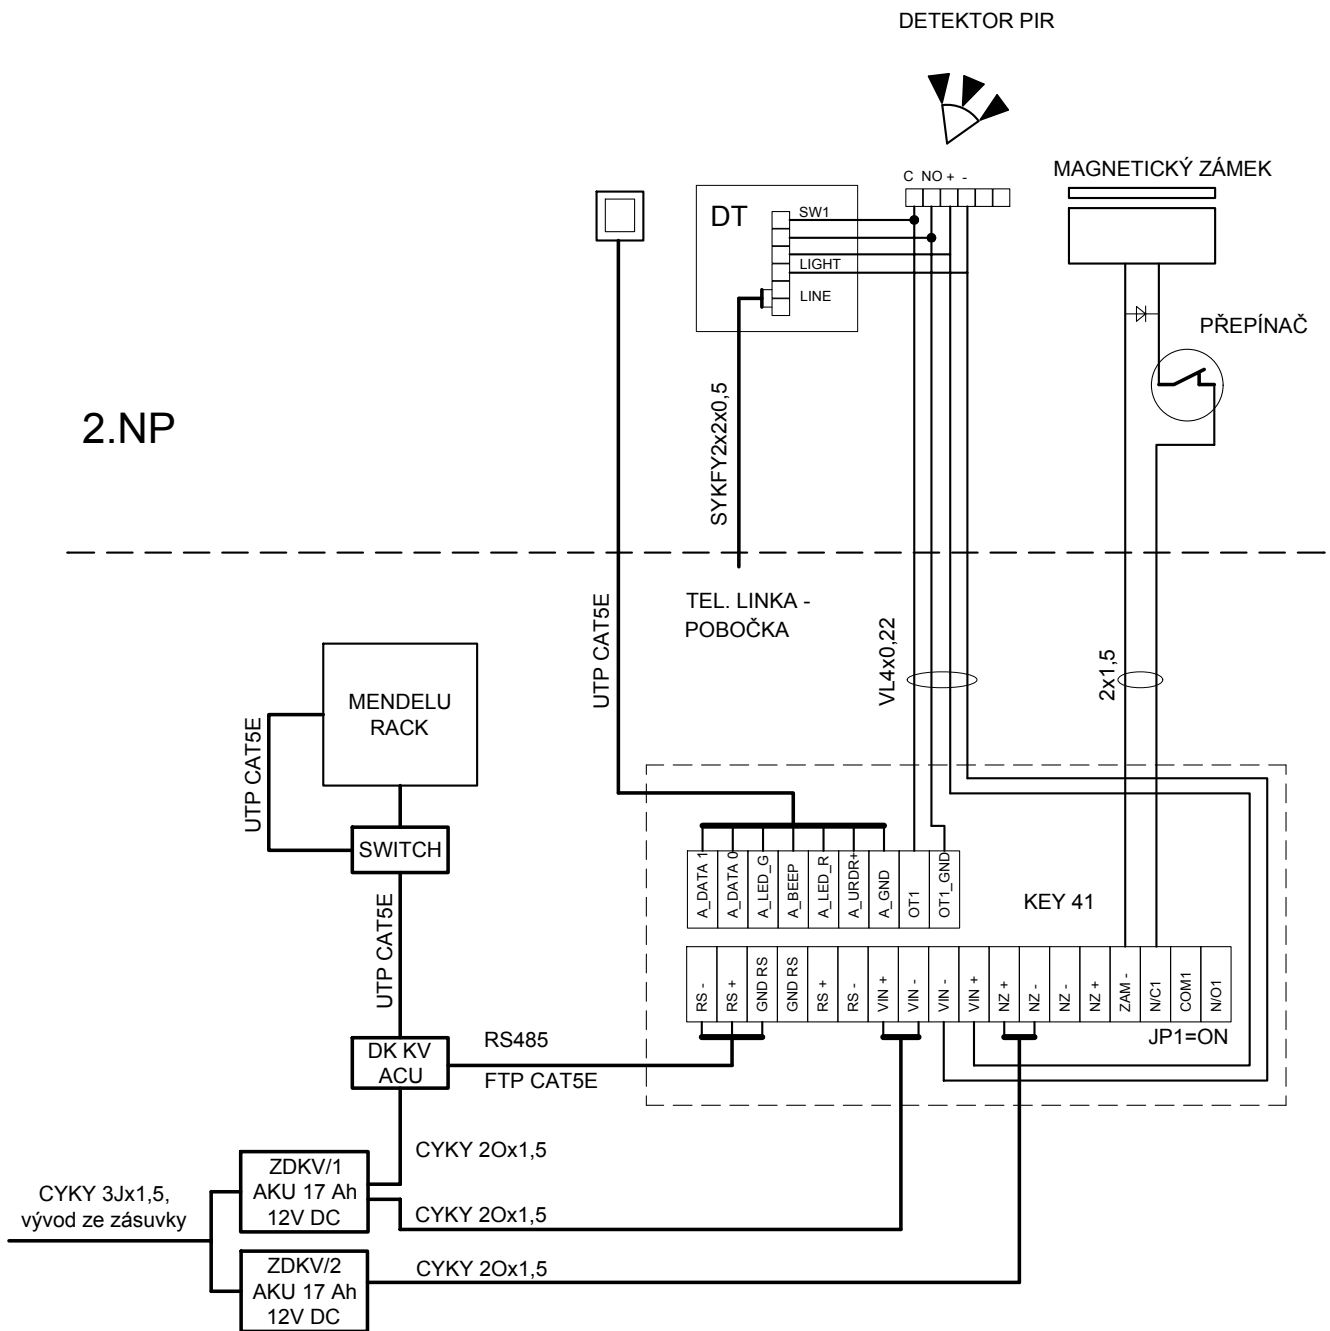 DETEKTOR PIR
C NO + -
MAGNETICKÝ ZÁMEK
DT
SW1
LIGHT
LINE
PŘEPÍNAČ
SYKFY2x2x0,5
2.NP
TEL. LINKA -
POBOČKA
UTP CAT5E
VL4x0,22
2x1,5
MENDELU
RACK
UTP CAT5E
SWITCH
A_DATA 1
A_DATA 0
A_LED_G
A_BEEP
A_LED_R
A_URDR+
A_GND
OT1
OT1_GND
KEY 41
UTP CAT5E
RS -
RS +
GND RS
GND RS
RS +
RS -
VIN +
VIN -
VIN -
VIN +
NZ +
NZ -
NZ -
NZ +
ZAM -
N/C1
COM1
N/O1
JP1=ON
DK KV
ACU
RS485
FTP CAT5E
CYKY 2Ox1,5
ZDKV/1
AKU 17 Ah
12V DC
CYKY 3Jx1,5,
vývod ze zásuvky
CYKY 2Ox1,5
ZDKV/2
AKU 17 Ah
12V DC
CYKY 2Ox1,5